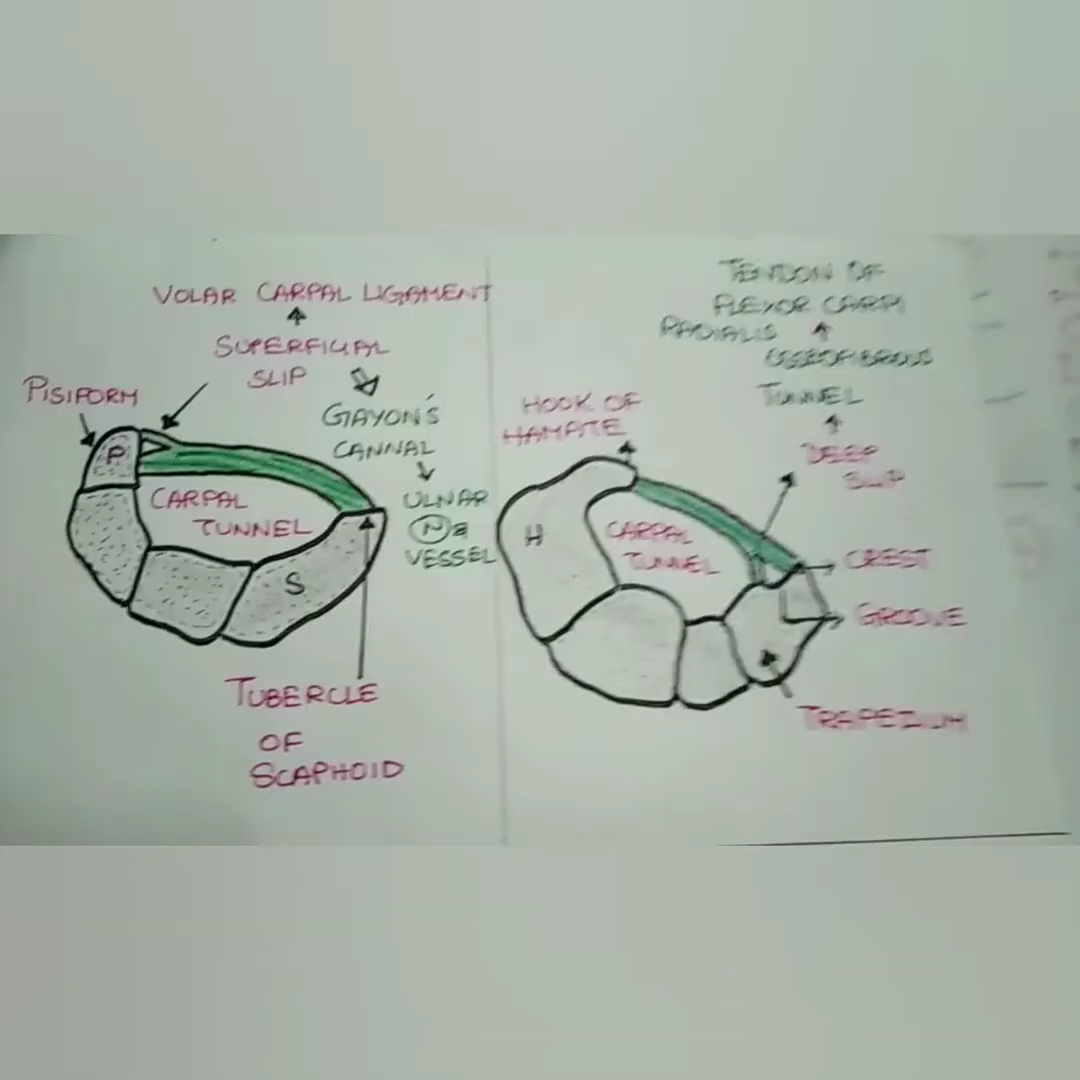 VOLAR CARPAL LIGAMENT
SUPERFICIAL
SLIP
PISIFORM
GAYON'S
CANNAL
ULNAR
N &
VESSEL
P
CARPAL
TUNNEL
S
TUBERCLE
OF
SCAPHOID
TENDON OF
FLEXOR CARPI
RADIALIS
OSSEOFIBROUS
TUNNEL
HOOK OF
HAMATE
DEEP
SLIP
H
CARPAL
TUNNEL
CREST
GROOVE
TRAPEZIUM